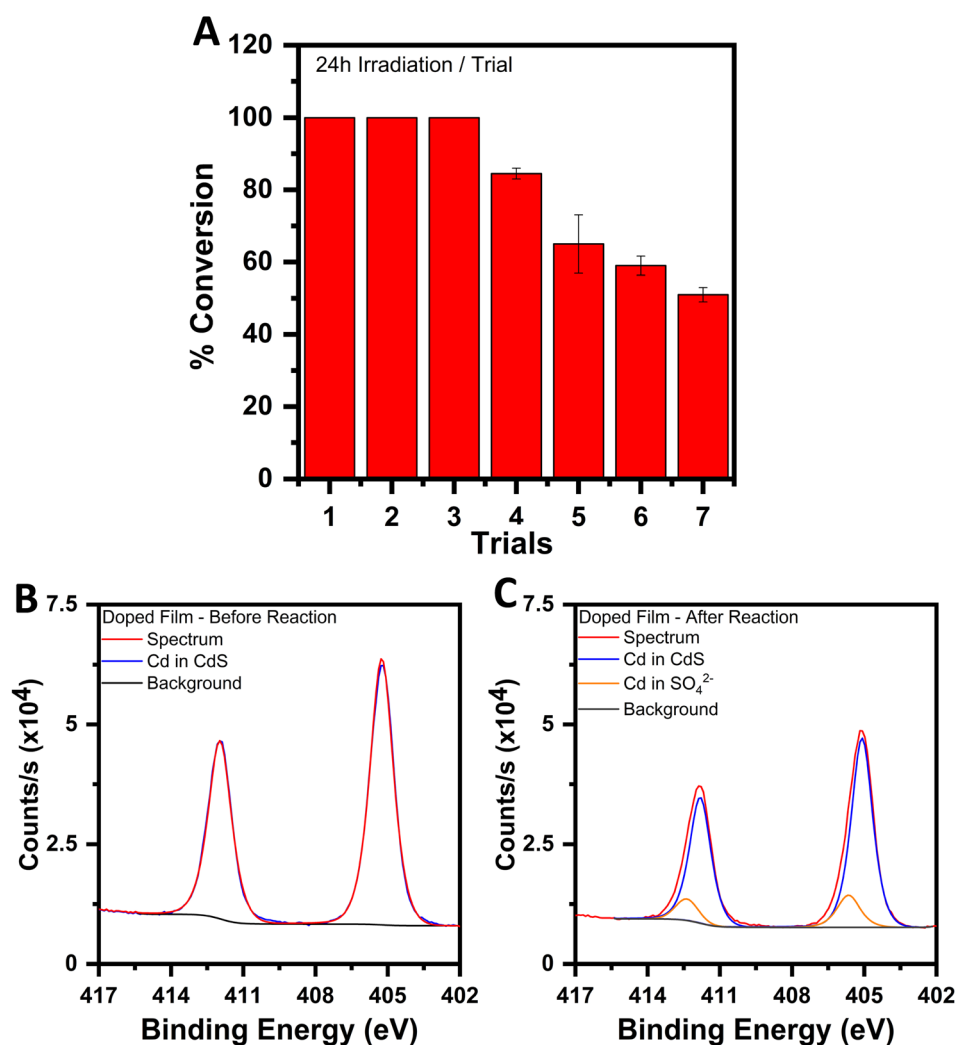 A
24h Irradiation / Trial
120
100
80
60
40
20
0
% Conversion
1 2 3 4 5 6 7
Trials
B
Doped Film - Before Reaction
Spectrum
Cd in CdS
Background
7.5
5
2.5
0
Counts/s (x10⁴)
417 411 408 405 402
Binding Energy (eV)
C
Doped Film - After Reaction
Spectrum
Cd in CdS
Cd in SO₄²⁻
Background
7.5
5
2.5
0
Counts/s (x10⁴)
417 411 408 405 402
Binding Energy (eV)